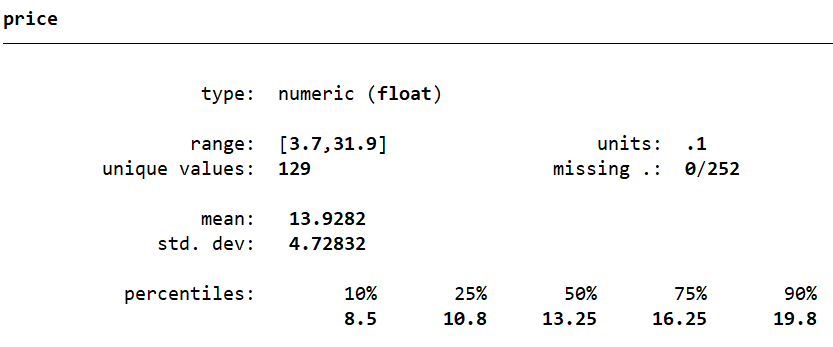 price
type: numeric (float)
range: [3.7,31.9] units: .1
unique values: 129 missing .: 0/252
mean: 13.9282
std. dev: 4.72832
percentiles: 10% 25% 50% 75% 90%
8.5 10.8 13.25 16.25 19.8